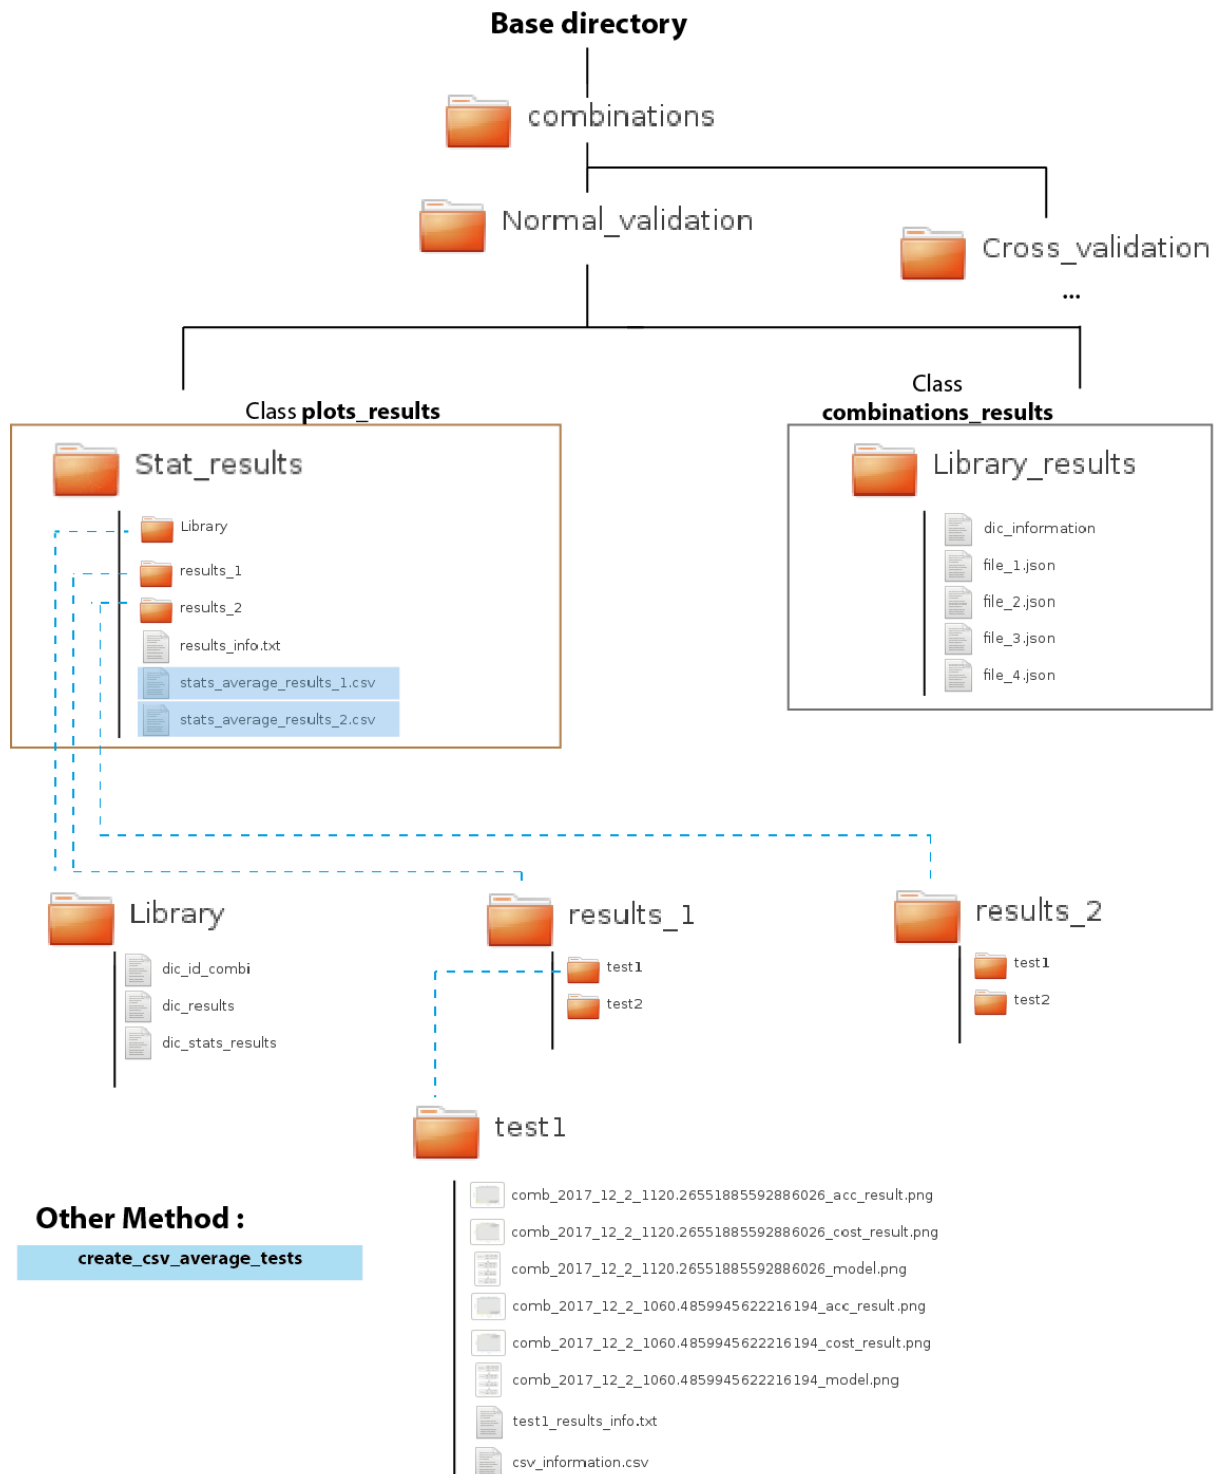 Base directory
combinations
Normal_validation
Cross_validation
...
Class plots_results
Class
combinations_results
Stat_results
Library
results_1
results_2
results_info.txt
stats_average_results_1.csv
stats_average_results_2.csv
Library_results
dic_information
file_1.json
file_2.json
file_3.json
file_4.json
Library
dic_id_combi
dic_results
dic_stats_results
results_1
test1
test2
results_2
test1
test2
test1
comb_2017_12_2_1120.26551885592886026_acc_result.png
comb_2017_12_2_1120.26551885592886026_cost_result.png
comb_2017_12_2_1120.26551885592886026_model.png
comb_2017_12_2_1060.4859945622216194_acc_result.png
comb_2017_12_2_1060.4859945622216194_cost_result.png
comb_2017_12_2_1060.4859945622216194_model.png
test1_results_info.txt
csv_information.csv
Other Method :
create_csv_average_tests